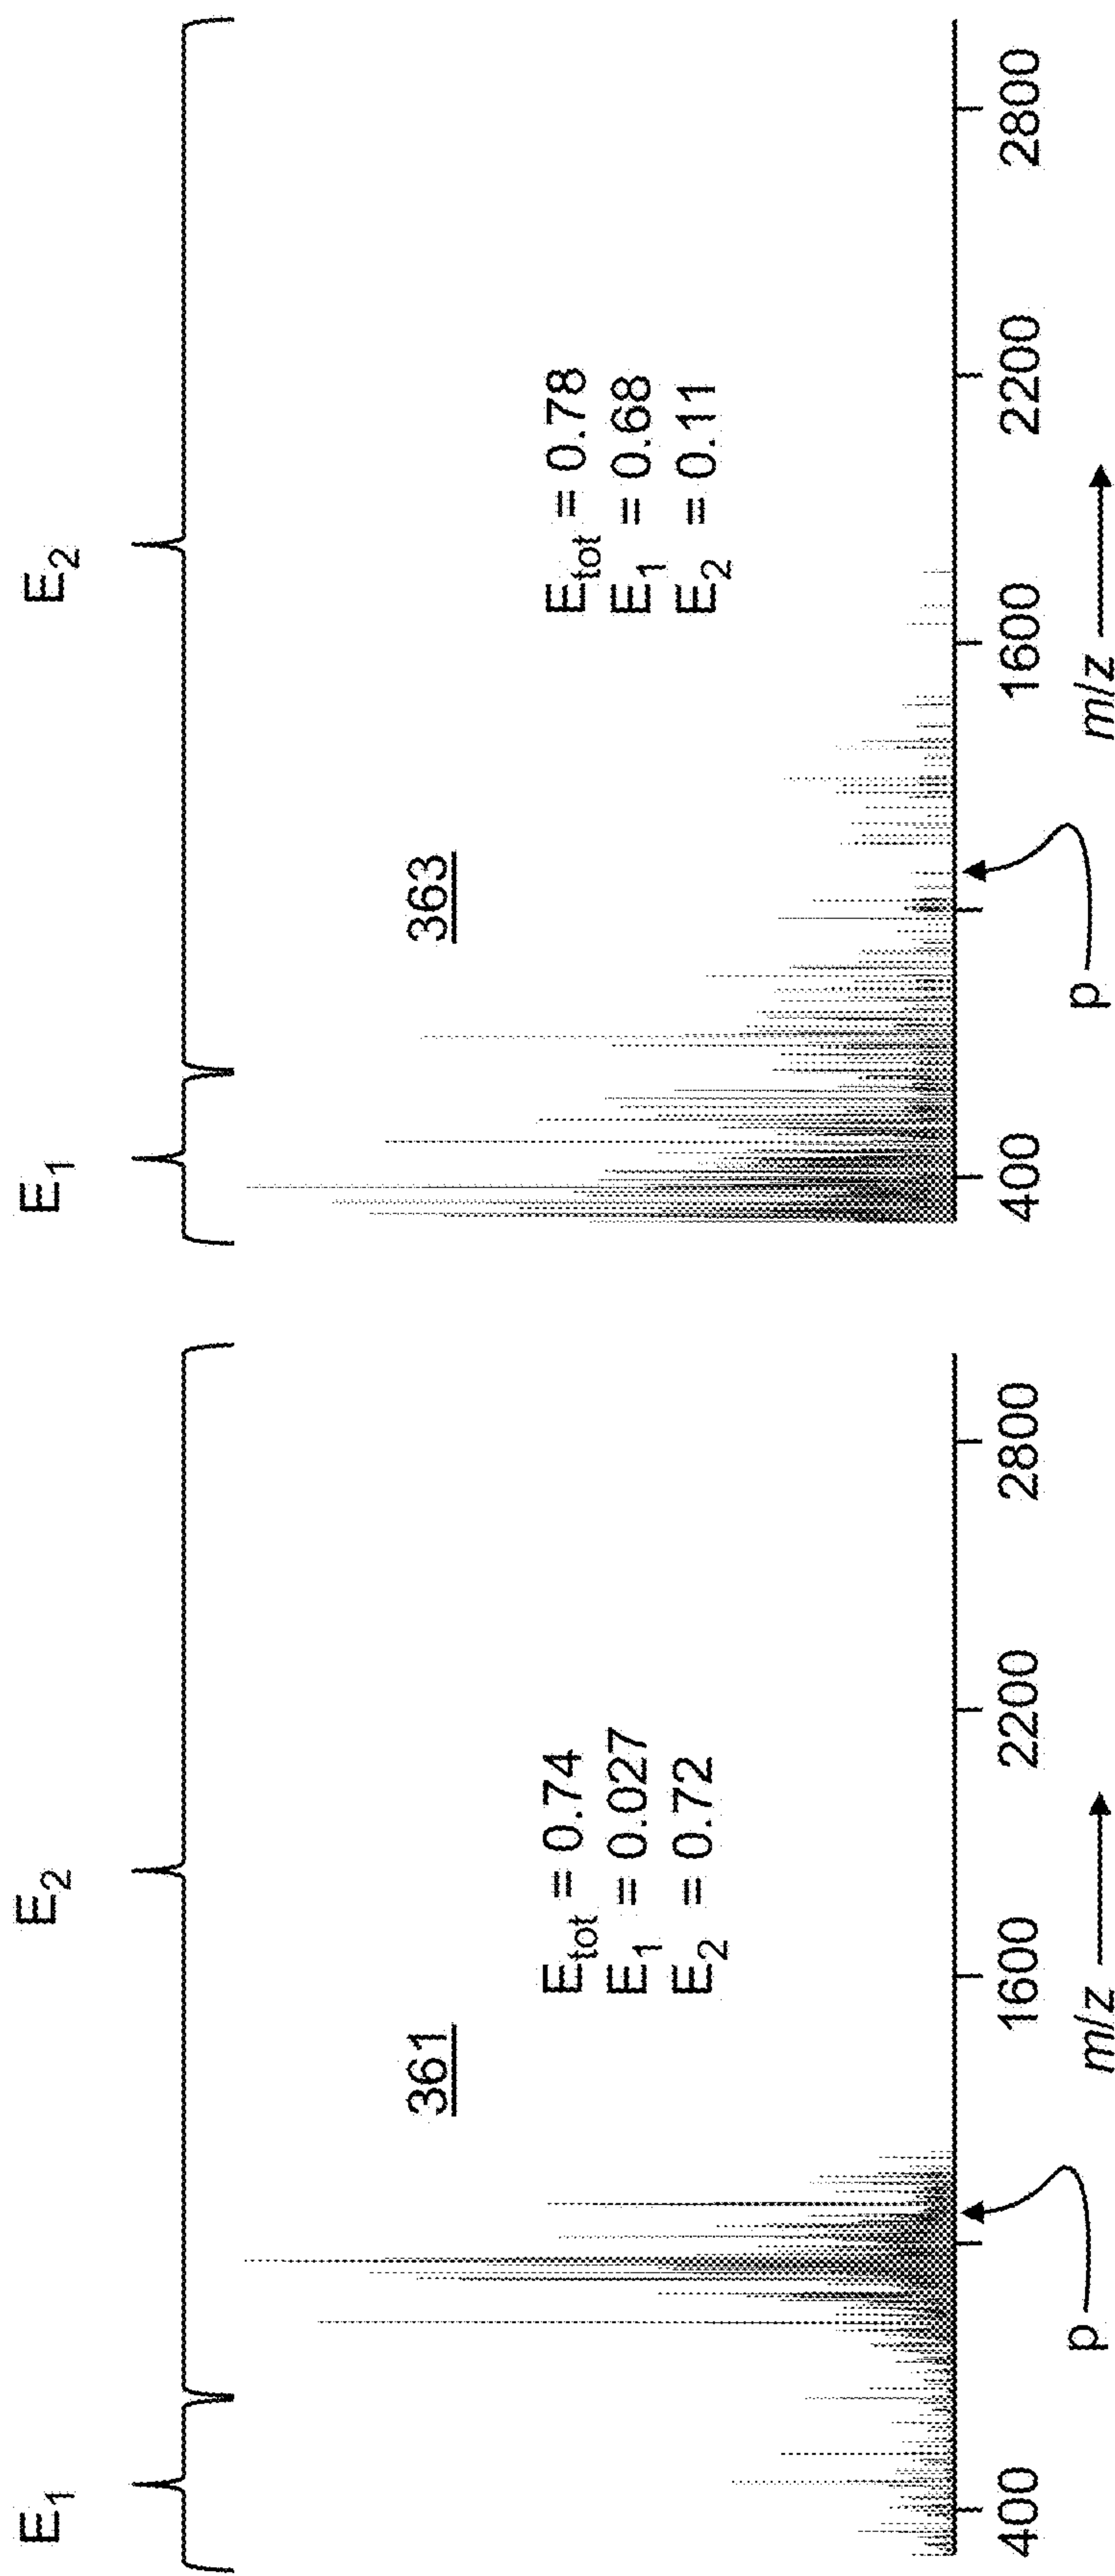 E1
E2
361
Etot = 0.74
E1 = 0.027
E2 = 0.72
400
1600
2200
2800
p
m/z
E1
E2
363
Etot = 0.78
E1 = 0.68
E2 = 0.11
400
1600
2200
2800
p
m/z